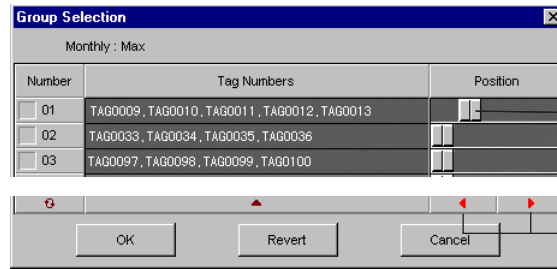 Group Selection
Monthly : Max
Number Tag Numbers Position
01 TAG0009,TAG0010,TAG0011,TAG0012,TAG0013
02 TAG0033,TAG0034,TAG0035,TAG0036
03 TAG0097,TAG0098,TAG0099,TAG0100
OK Revert Cancel